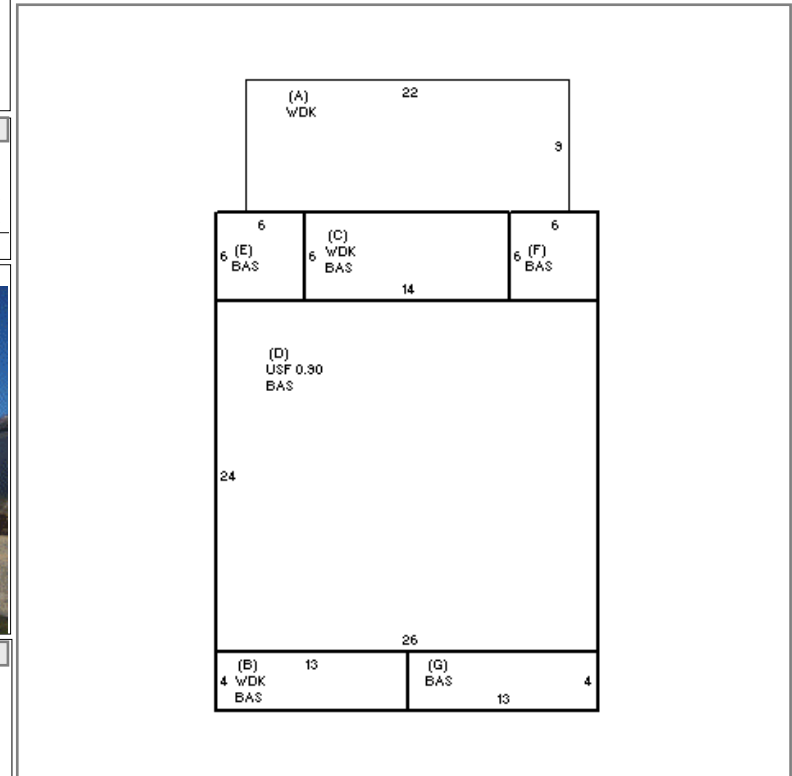 (A)
WDK
22
9
6
6 (E)
BAS
(C)
6 WDK
BAS
14
6
6 (F)
BAS
(D)
USF 0.90
BAS
24
26
(B)
13
4 WDK
BAS
(G)
BAS
4
13